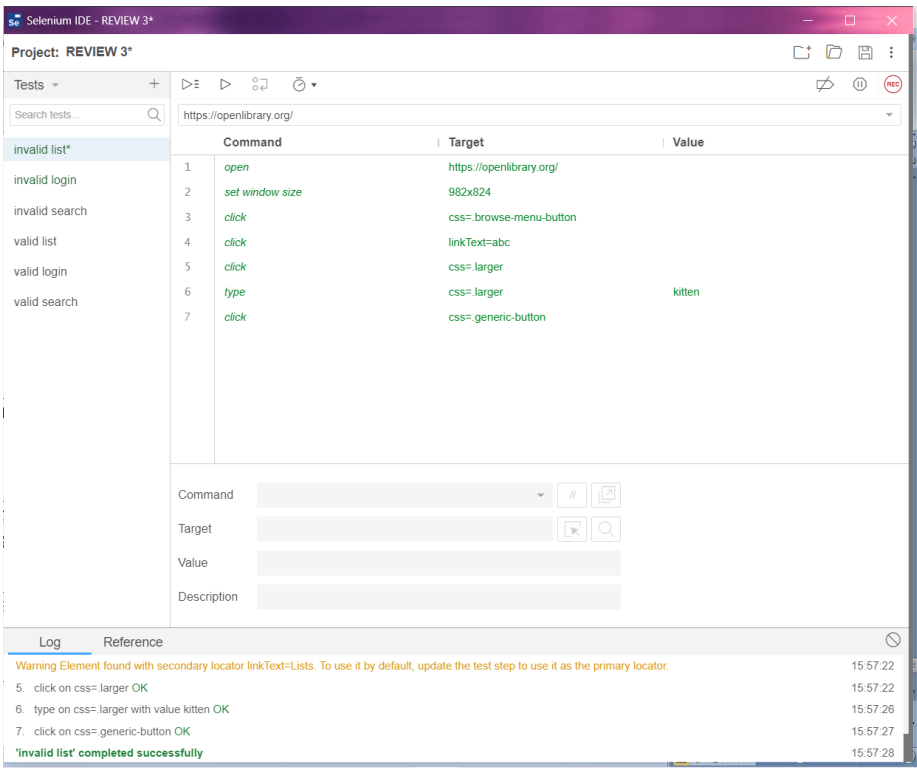 Se Selenium IDE - REVIEW 3*
Project: REVIEW 3*
Tests
REC
Search tests...
https://openlibrary.org/
Command Target Value
invalid list*
invalid login
invalid search
valid list
valid login
valid search
1 open https://openlibrary.org/
2 set window size 982x824
3 click css=.browse-menu-button
4 click linkText=abc
5 click css=.larger
6 type css=.larger kitten
7 click css=.generic-button
Command //
Target
Value
Description
Log Reference
Warning Element found with secondary locator linkText=Lists. To use it by default, update the test step to use it as the primary locator. 15:57:22
5. click on css=.larger OK 15:57:22
6. type on css=.larger with value kitten OK 15:57:26
7. click on css=.generic-button OK 15:57:27
'invalid list' completed successfully 15:57:28